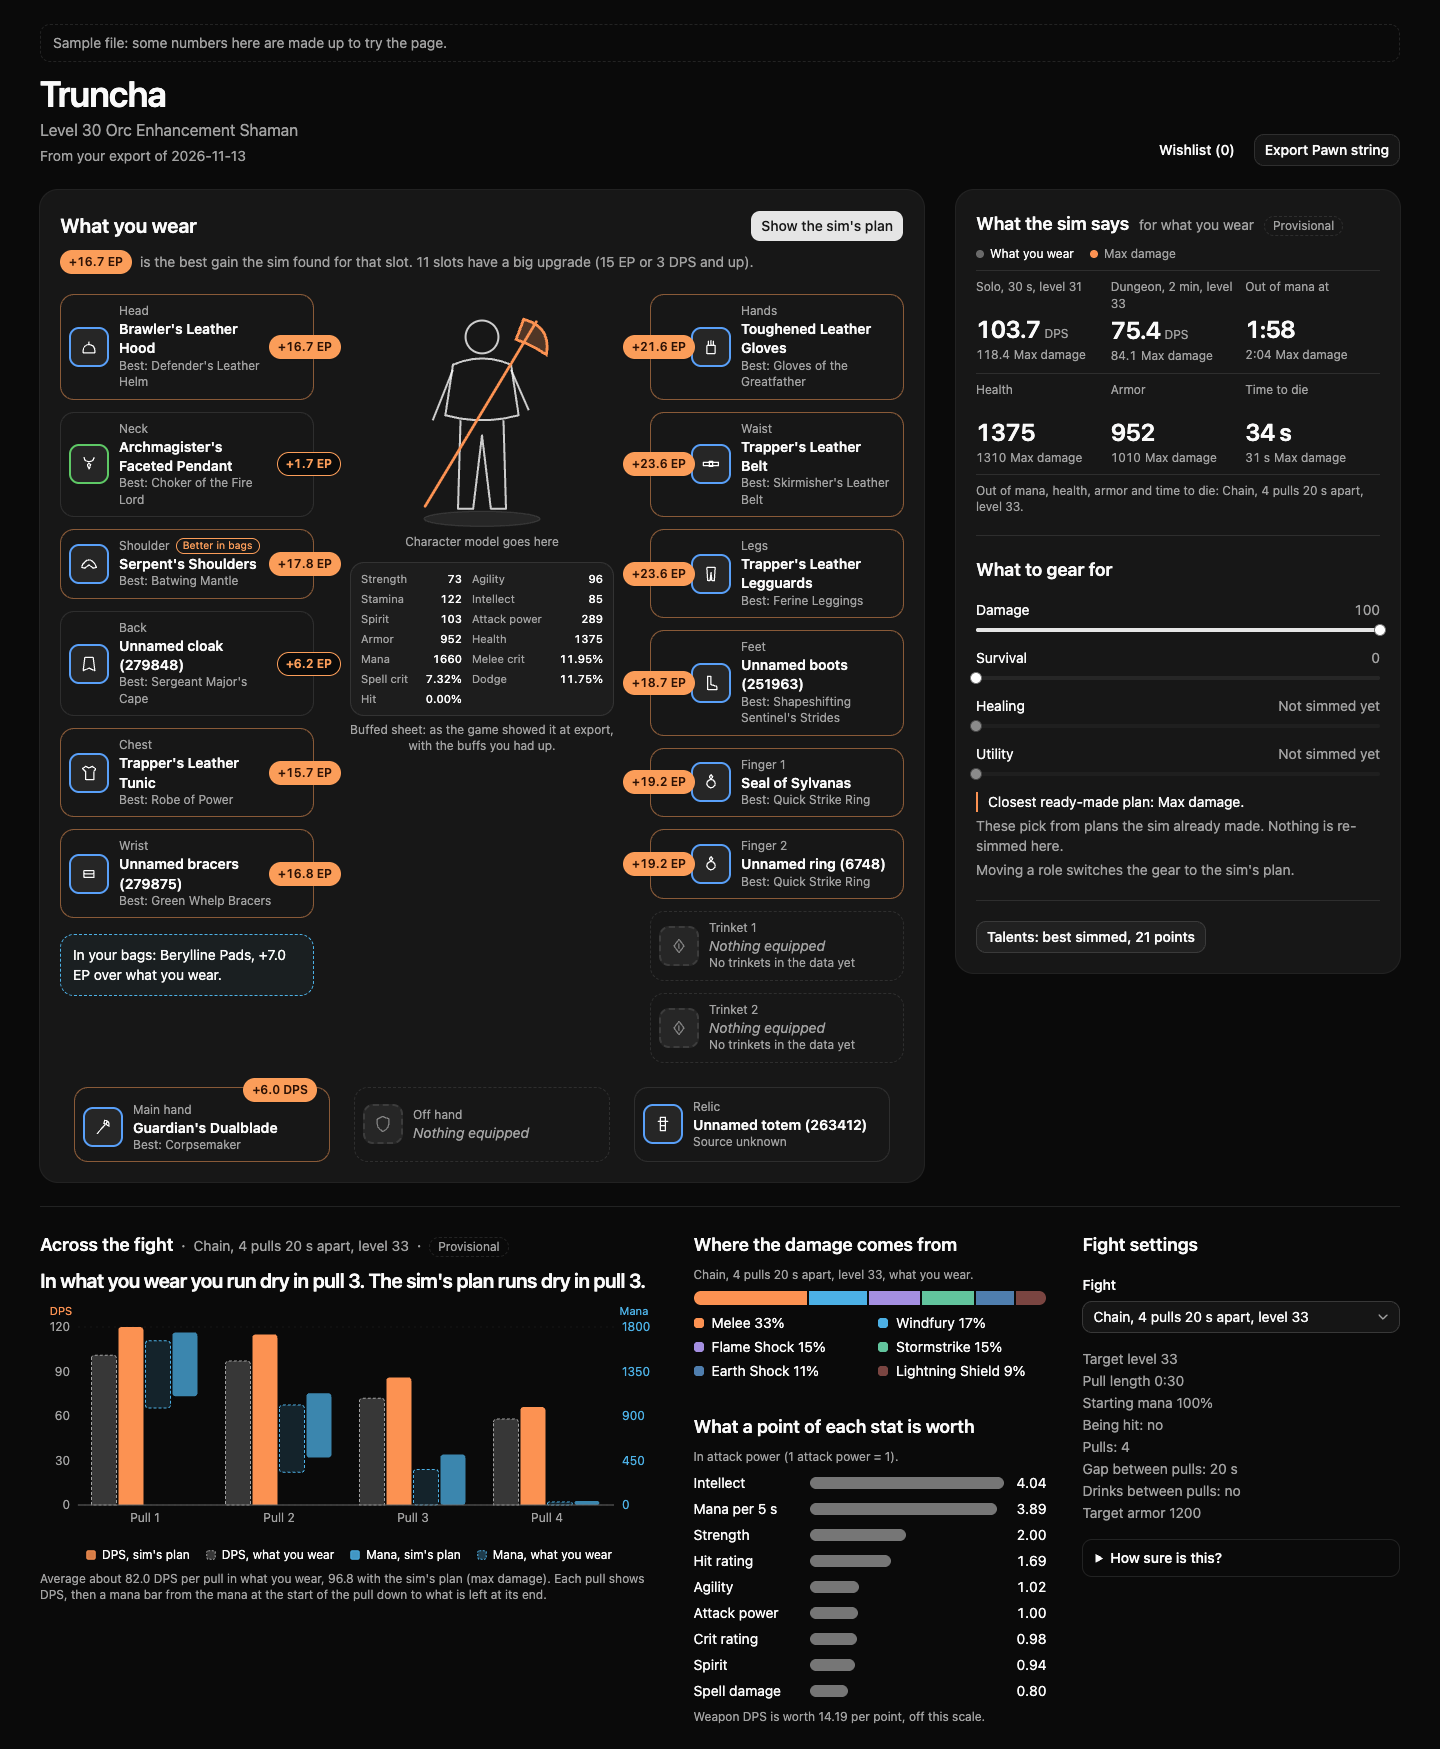 Sample file: some numbers here are made up to try the page.
Truncha
Level 30 Orc Enhancement Shaman
From your export of 2026-11-13
Wishlist (0)
Export Pawn string
What you wear
Show the sim's plan
+16.7 EP is the best gain the sim found for that slot. 11 slots have a big upgrade (15 EP or 3 DPS and up).
Head
Brawler's Leather
Hood
Best: Defender's Leather
Helm
+16.7 EP
Neck
Archmagister's
Faceted Pendant
Best: Choker of the Fire
Lord
+1.7 EP
Shoulder
Better in bags
Serpent's Shoulders
Best: Batwing Mantle
+17.8 EP
Back
Unnamed cloak
(279848)
Best: Sergeant Major's
Cape
+6.2 EP
Chest
Trapper's Leather
Tunic
Best: Robe of Power
+15.7 EP
Wrist
Unnamed bracers
(279875)
Best: Green Whelp Bracers
+16.8 EP
In your bags: Berylline Pads, +7.0
EP over what you wear.
Character model goes here
Strength 73 Agility 96
Stamina 122 Intellect 85
Spirit 103 Attack power 289
Armor 952 Health 1375
Mana 1660 Melee crit 11.95%
Spell crit 7.32% Dodge 11.75%
Hit 0.00%
Buffed sheet: as the game showed it at export,
with the buffs you had up.
+21.6 EP
Hands
Toughened Leather
Gloves
Best: Gloves of the
Greatfather
+23.6 EP
Waist
Trapper's Leather
Belt
Best: Skirmisher's Leather
Belt
+23.6 EP
Legs
Trapper's Leather
Legguards
Best: Ferine Leggings
+18.7 EP
Feet
Unnamed boots
(251963)
Best: Shapeshifting
Sentinel's Strides
+19.2 EP
Finger 1
Seal of Sylvanas
Best: Quick Strike Ring
+19.2 EP
Finger 2
Unnamed ring (6748)
Best: Quick Strike Ring
Trinket 1
Nothing equipped
No trinkets in the data yet
Trinket 2
Nothing equipped
No trinkets in the data yet
+6.0 DPS
Main hand
Guardian's Dualblade
Best: Corpsemaker
Off hand
Nothing equipped
Relic
Unnamed totem (263412)
Source unknown
What the sim says for what you wear Provisional
What you wear Max damage
Solo, 30 s, level 31
103.7 DPS
118.4 Max damage
Dungeon, 2 min, level
33
75.4 DPS
84.1 Max damage
Out of mana at
1:58
2:04 Max damage
Health
1375
1310 Max damage
Armor
952
1010 Max damage
Time to die
34 s
31 s Max damage
Out of mana, health, armor and time to die: Chain, 4 pulls 20 s apart,
level 33.
What to gear for
Damage 100
Survival 0
Healing Not simmed yet
Utility Not simmed yet
Closest ready-made plan: Max damage.
These pick from plans the sim already made. Nothing is re-
simmed here.
Moving a role switches the gear to the sim's plan.
Talents: best simmed, 21 points
Across the fight · Chain, 4 pulls 20 s apart, level 33 · Provisional
In what you wear you run dry in pull 3. The sim's plan runs dry in pull 3.
DPS Mana
120 1800
90 1350
60 900
30 450
0 0
Pull 1 Pull 2 Pull 3 Pull 4
DPS, sim's plan DPS, what you wear Mana, sim's plan Mana, what you wear
Average about 82.0 DPS per pull in what you wear, 96.8 with the sim's plan (max damage). Each pull shows
DPS, then a mana bar from the mana at the start of the pull down to what is left at its end.
Where the damage comes from
Chain, 4 pulls 20 s apart, level 33, what you wear.
Melee 33% Windfury 17%
Flame Shock 15% Stormstrike 15%
Earth Shock 11% Lightning Shield 9%
What a point of each stat is worth
In attack power (1 attack power = 1).
Intellect 4.04
Mana per 5 s 3.89
Strength 2.00
Hit rating 1.69
Agility 1.02
Attack power 1.00
Crit rating 0.98
Spirit 0.94
Spell damage 0.80
Weapon DPS is worth 14.19 per point, off this scale.
Fight settings
Fight
Chain, 4 pulls 20 s apart, level 33
Target level 33
Pull length 0:30
Starting mana 100%
Being hit: no
Pulls: 4
Gap between pulls: 20 s
Drinks between pulls: no
Target armor 1200
How sure is this?